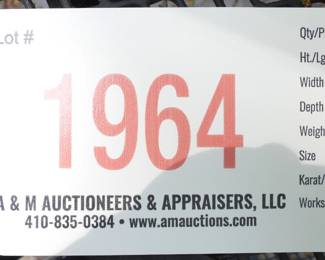 Lot #
1964
A & M AUCTIONEERS & APPRAISERS, LLC
410-835-0384 • www.amauctions.com
Qty/P
Ht./Lg
Width
Depth
Weigh
Size
Karat/
Works